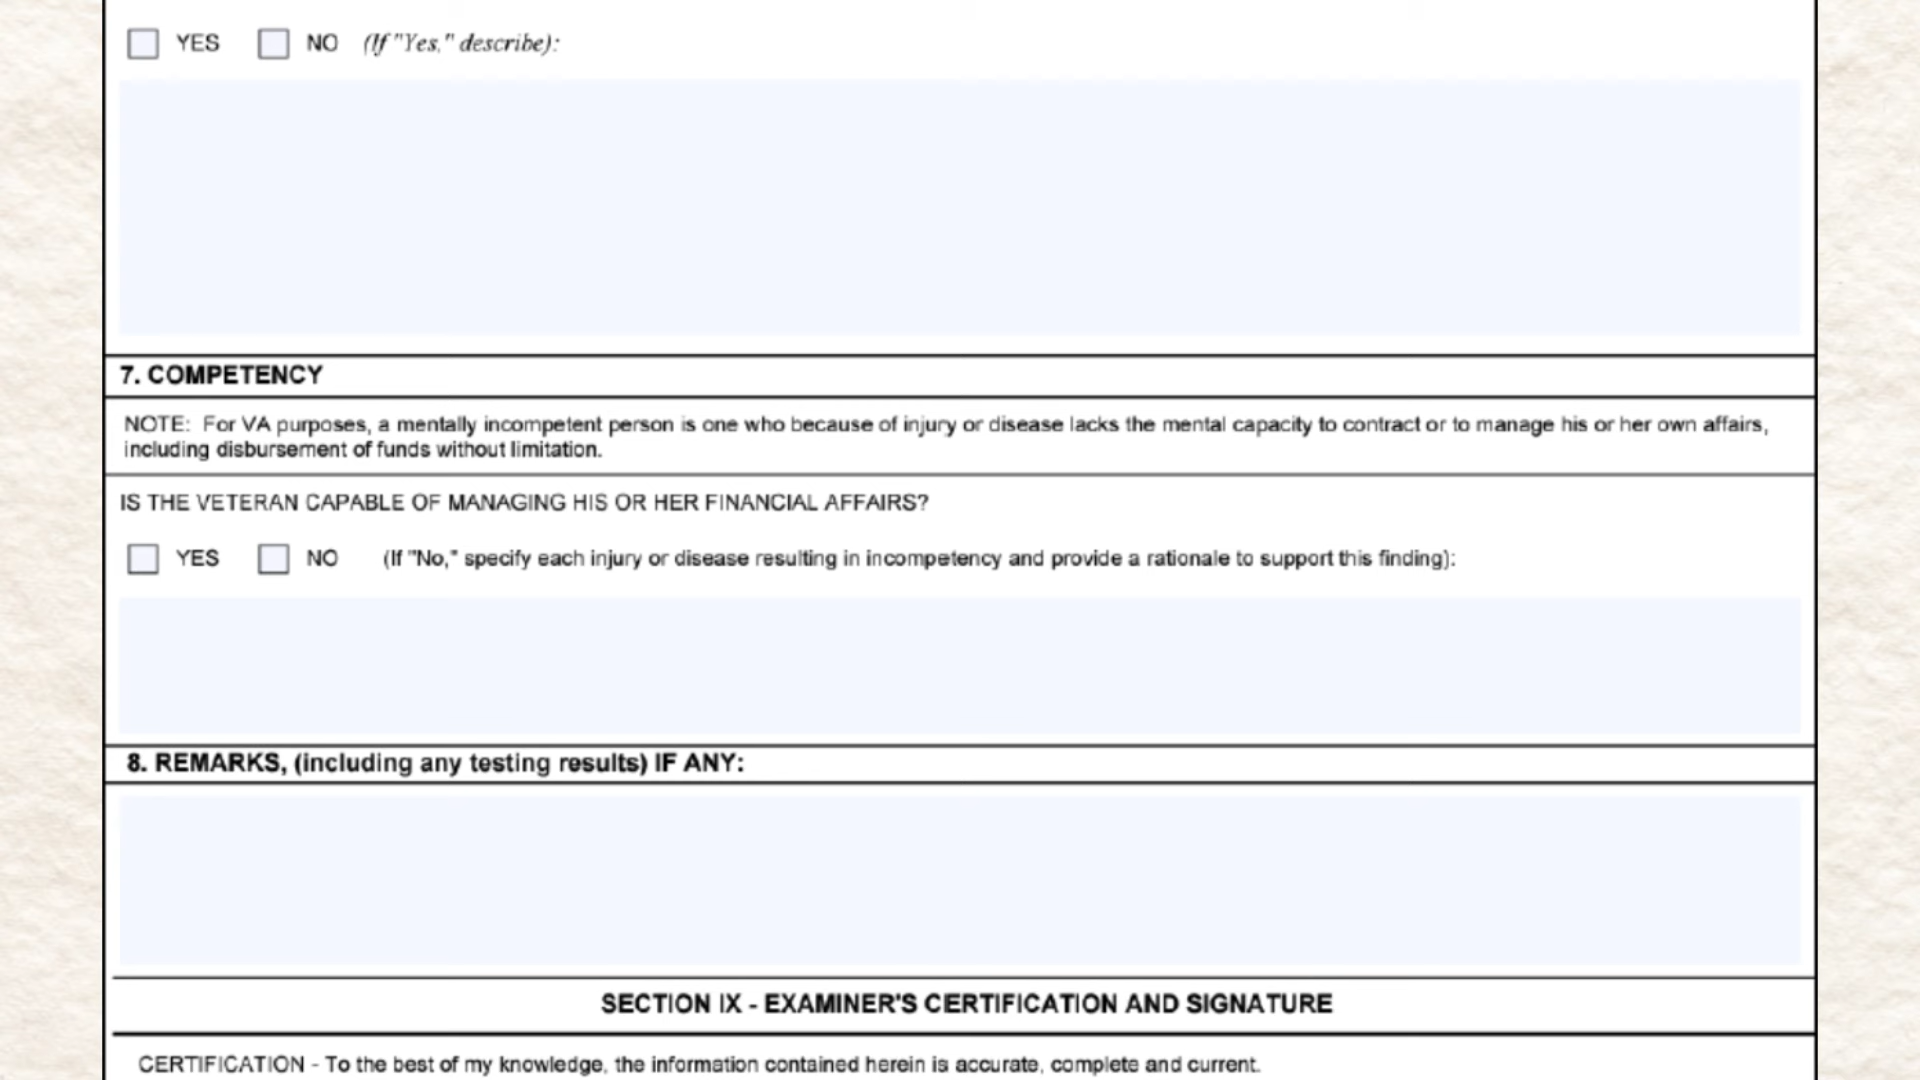 YES NO (If "Yes," describe):
7. COMPETENCY
NOTE: For VA purposes, a mentally incompetent person is one who because of injury or disease lacks the mental capacity to contract or to manage his or her own affairs,
including disbursement of funds without limitation.
IS THE VETERAN CAPABLE OF MANAGING HIS OR HER FINANCIAL AFFAIRS?
YES NO (If "No," specify each injury or disease resulting in incompetency and provide a rationale to support this finding):
8. REMARKS, (including any testing results) IF ANY:
SECTION IX - EXAMINER'S CERTIFICATION AND SIGNATURE
CERTIFICATION - To the best of my knowledge, the information contained herein is accurate, complete and current.